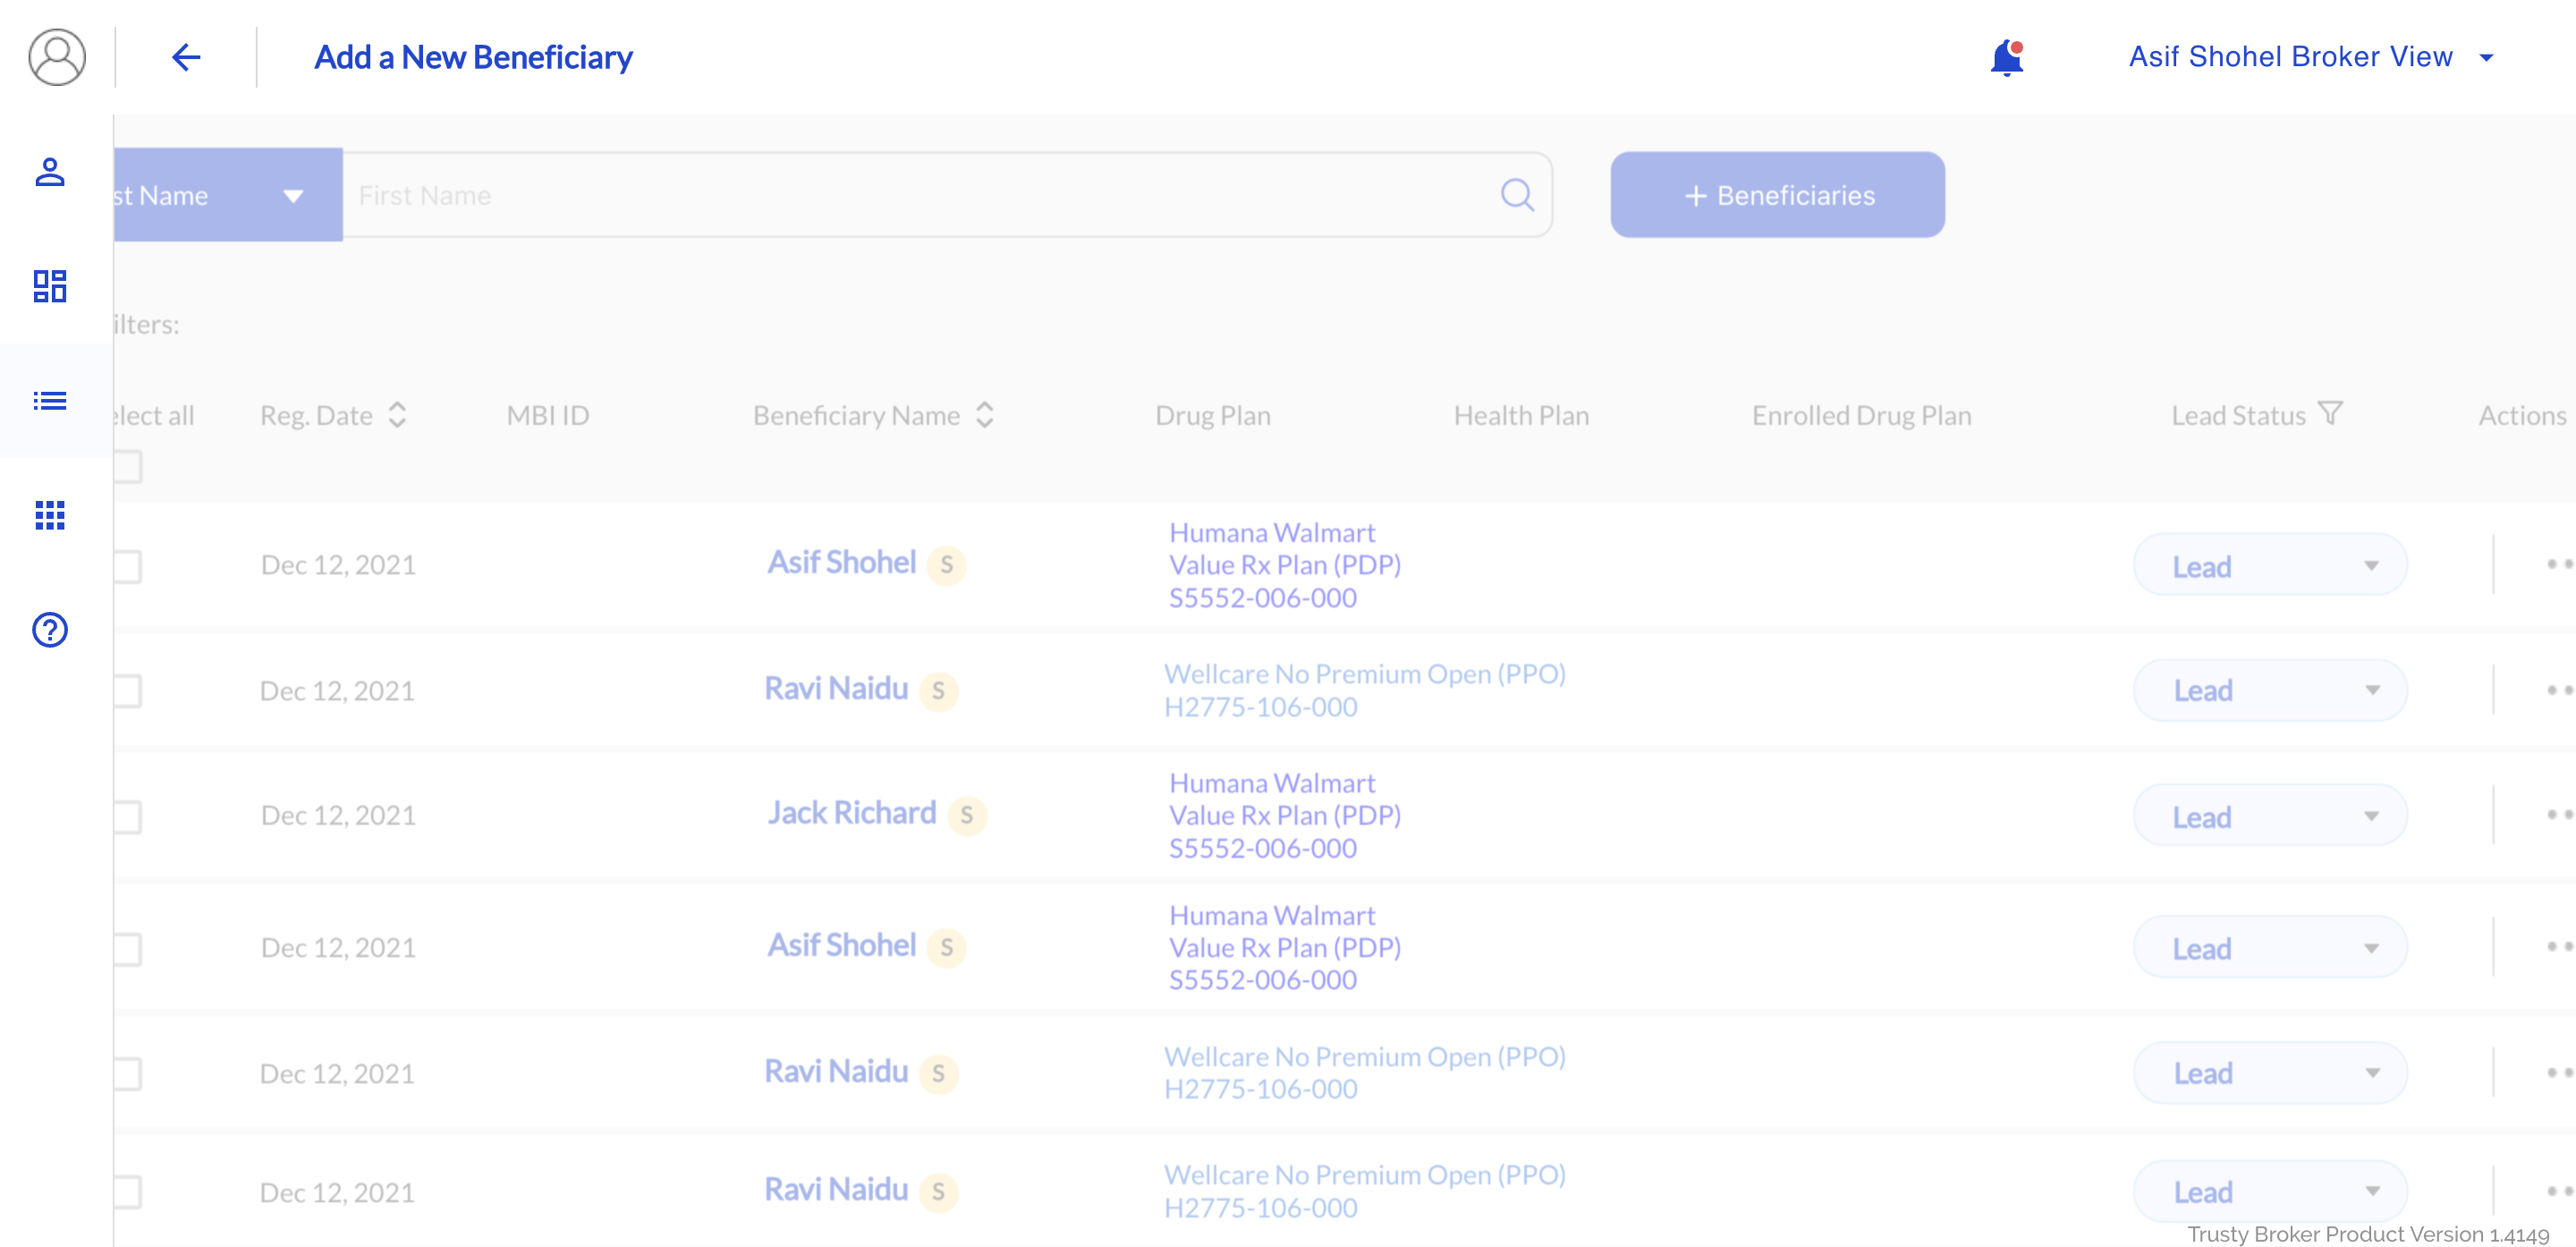 Add a New Beneficiary
Asif Shohel Broker View
st Name
First Name
+ Beneficiaries
ilters:
elect all Reg. Date MBI ID Beneficiary Name Drug Plan Health Plan Enrolled Drug Plan Lead Status Actions
Dec 12, 2021 Asif Shohel S Humana Walmart
Value Rx Plan (PDP)
S5552-006-000
Lead
Dec 12, 2021 Ravi Naidu S Wellcare No Premium Open (PPO)
H2775-106-000
Lead
Dec 12, 2021 Jack Richard S Humana Walmart
Value Rx Plan (PDP)
S5552-006-000
Lead
Dec 12, 2021 Asif Shohel S Humana Walmart
Value Rx Plan (PDP)
S5552-006-000
Lead
Dec 12, 2021 Ravi Naidu S Wellcare No Premium Open (PPO)
H2775-106-000
Lead
Dec 12, 2021 Ravi Naidu S Wellcare No Premium Open (PPO)
H2775-106-000
Lead
Trusty Broker Product Version 1.4149